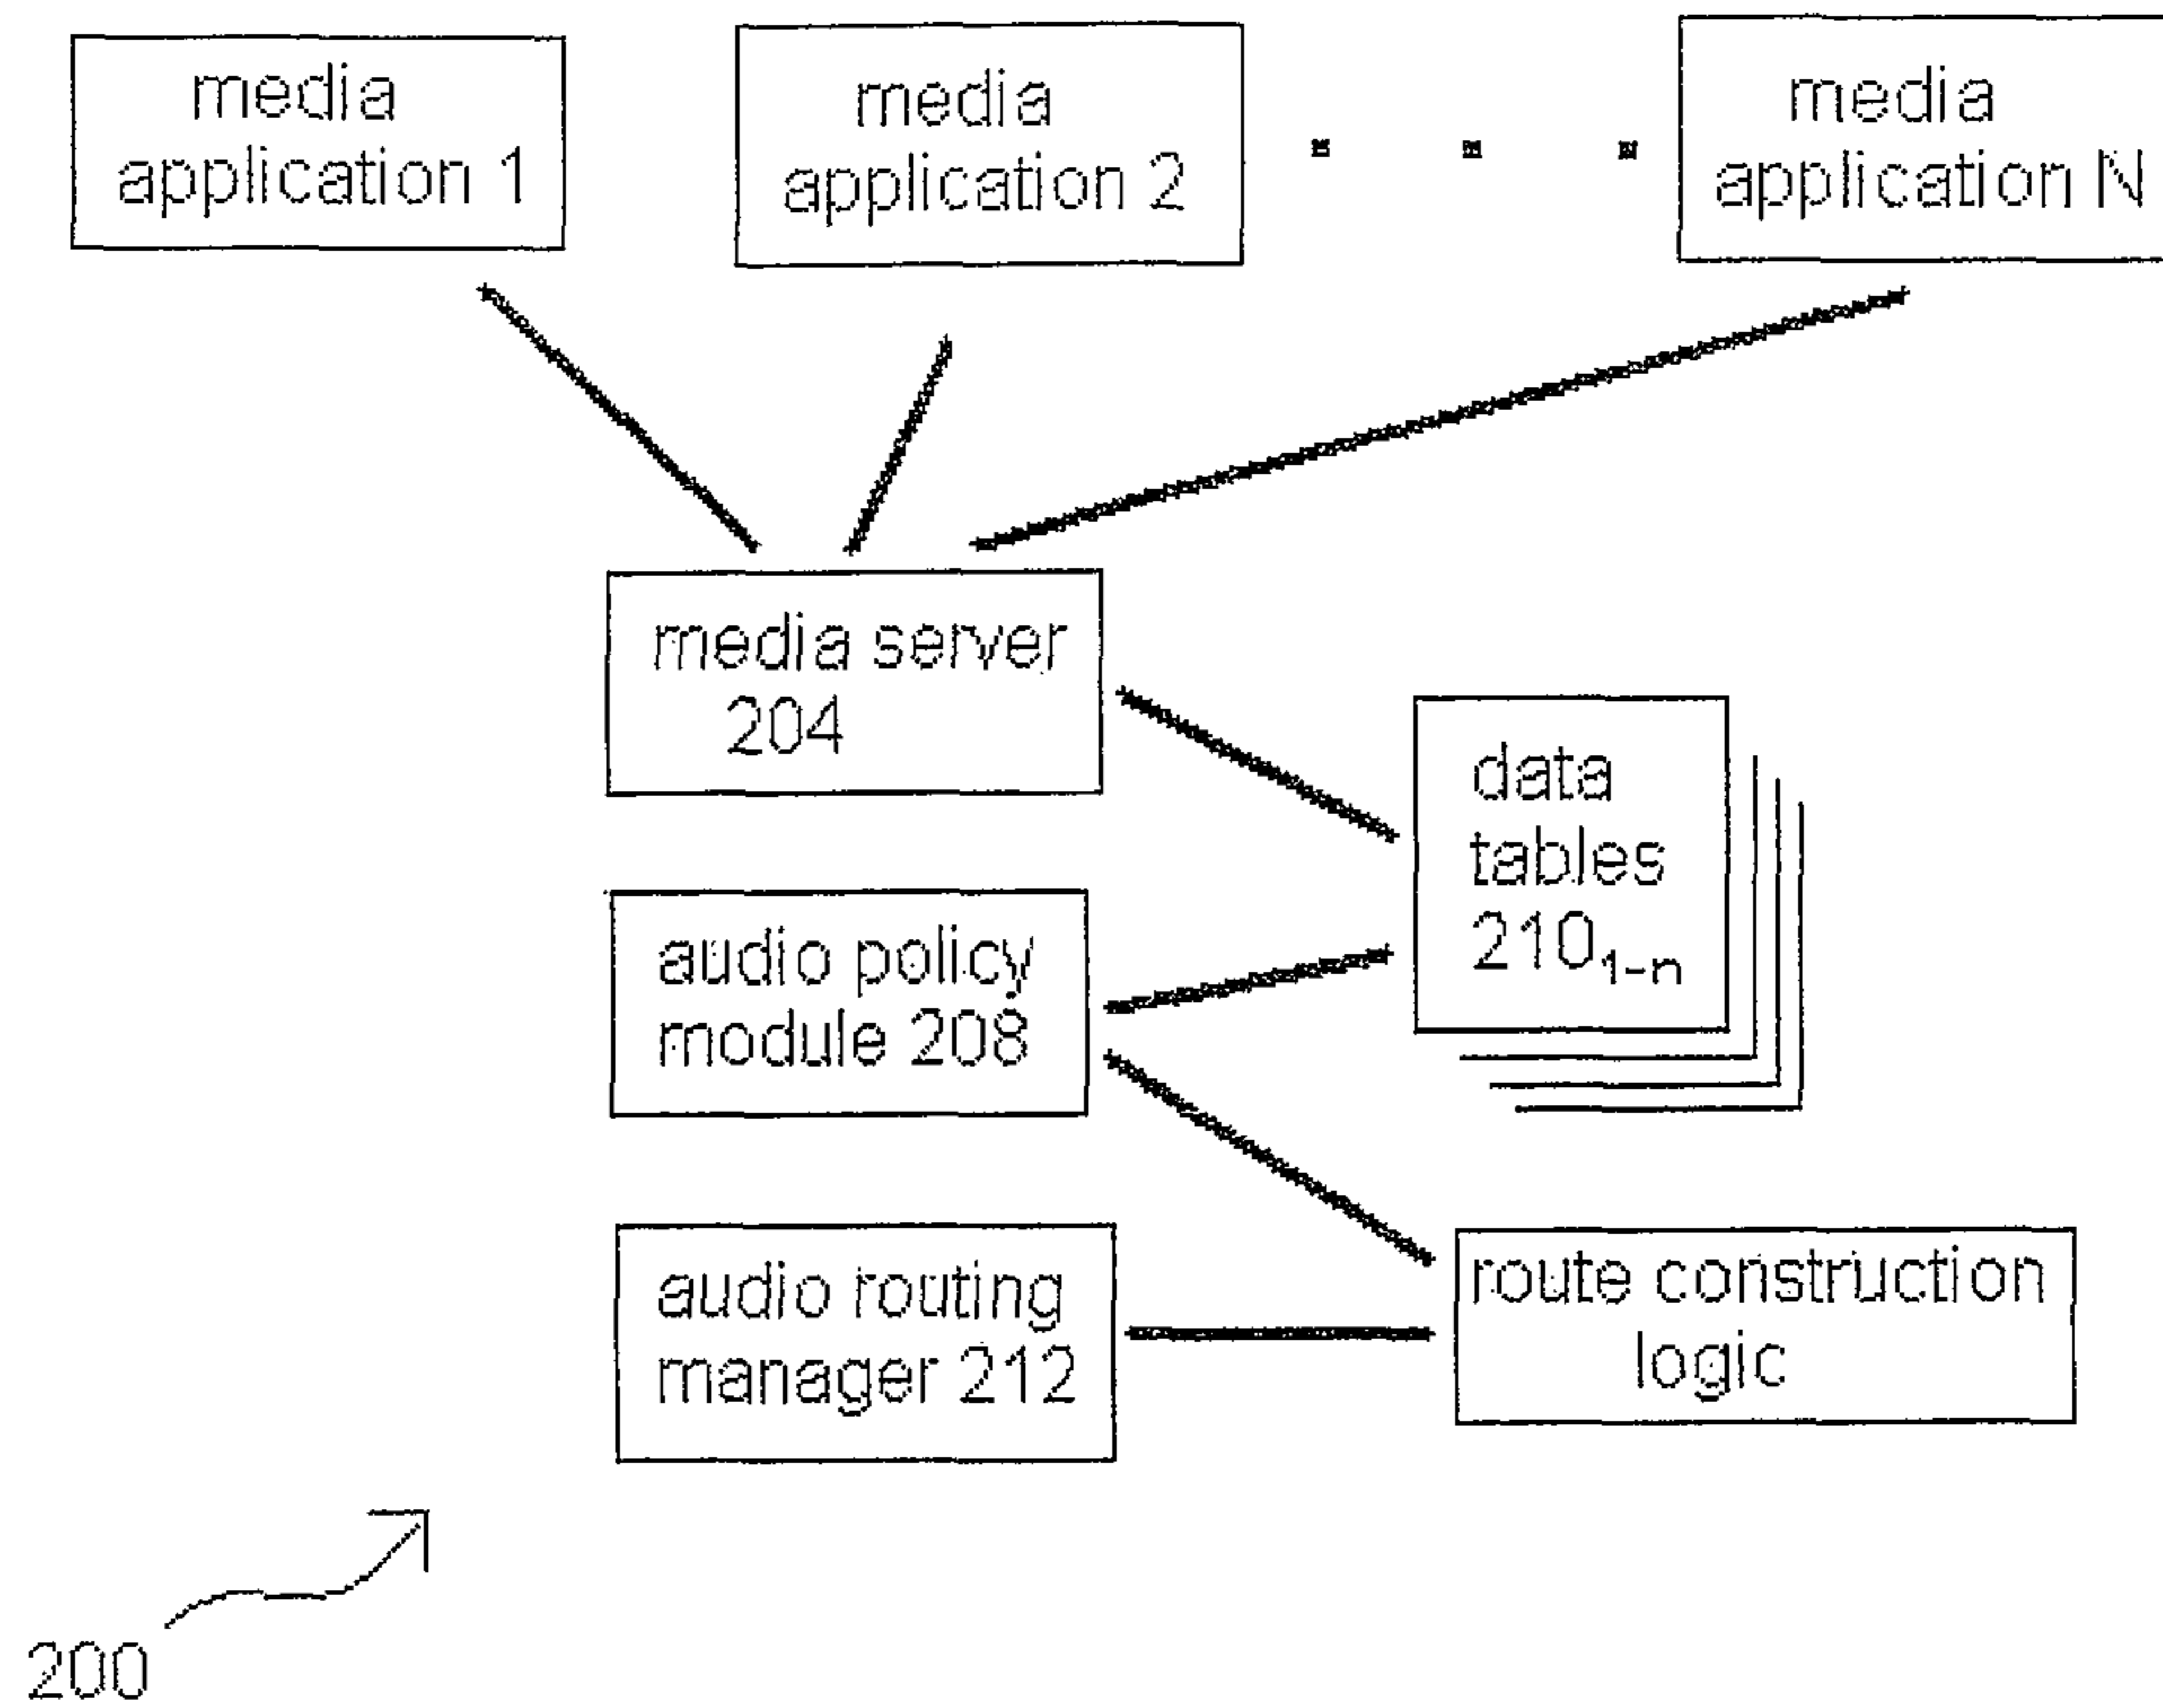 media
application 1
media
application 2
media
application N
media server
204
data
tables
210₁₋ₙ
audio policy
module 208
audio routing
manager 212
route construction
logic
200